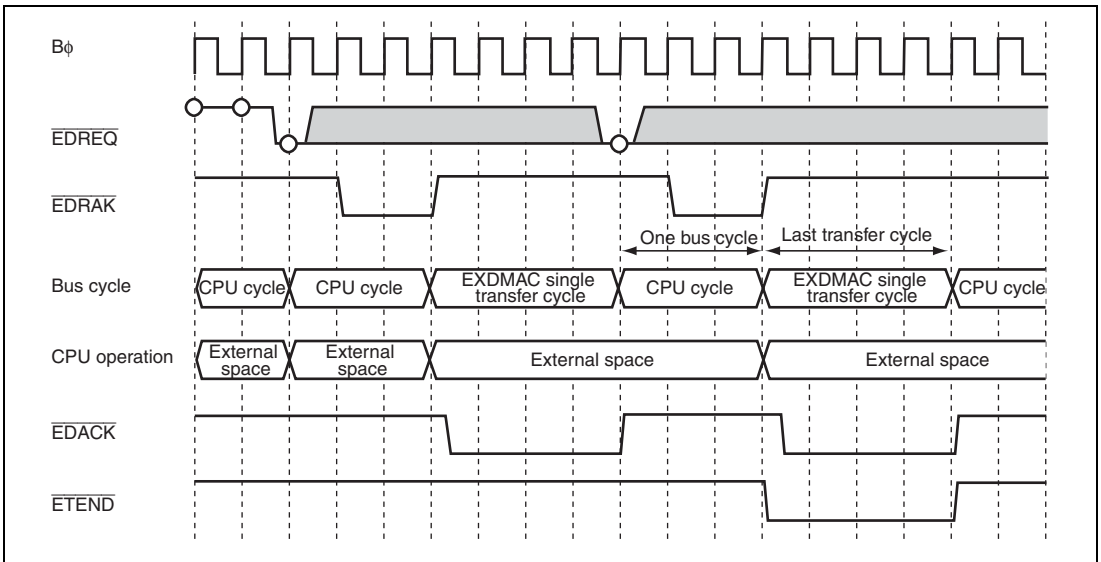 Bϕ
EDREQ
EDRAK
One bus cycle Last transfer cycle
Bus cycle
CPU cycle
CPU cycle
EXDMAC single
transfer cycle
CPU cycle
EXDMAC single
transfer cycle
CPU cycle
CPU operation
External
space
External
space
External space
External space
EDACK
ETEND